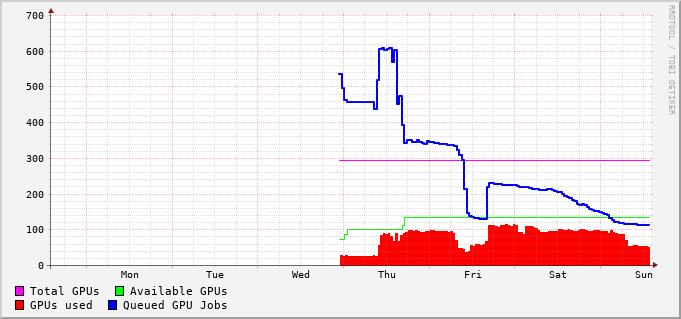 RRDTOOL / TOBI OETIKER
700
600
500
400
300
200
100
0
Mon Tue Wed Thu Fri Sat Sun
Total GPUs Available GPUs
GPUs used Queued GPU Jobs